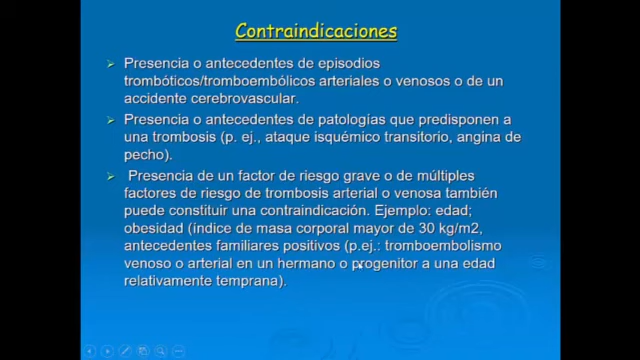 Contraindicaciones
Presencia o antecedentes de episodios
trombóticos/tromboembólicos arteriales o venosos o de un
accidente cerebrovascular.
Presencia o antecedentes de patologías que predisponen a
una trombosis (p. ej., ataque isquémico transitorio, angina de
pecho).
Presencia de un factor de riesgo grave o de múltiples
factores de riesgo de trombosis arterial o venosa también
puede constituir una contraindicación. Ejemplo: edad;
obesidad (índice de masa corporal mayor de 30 kg/m2,
antecedentes familiares positivos (p.ej.: tromboembolismo
venoso o arterial en un hermano o progenitor a una edad
relativamente temprana).